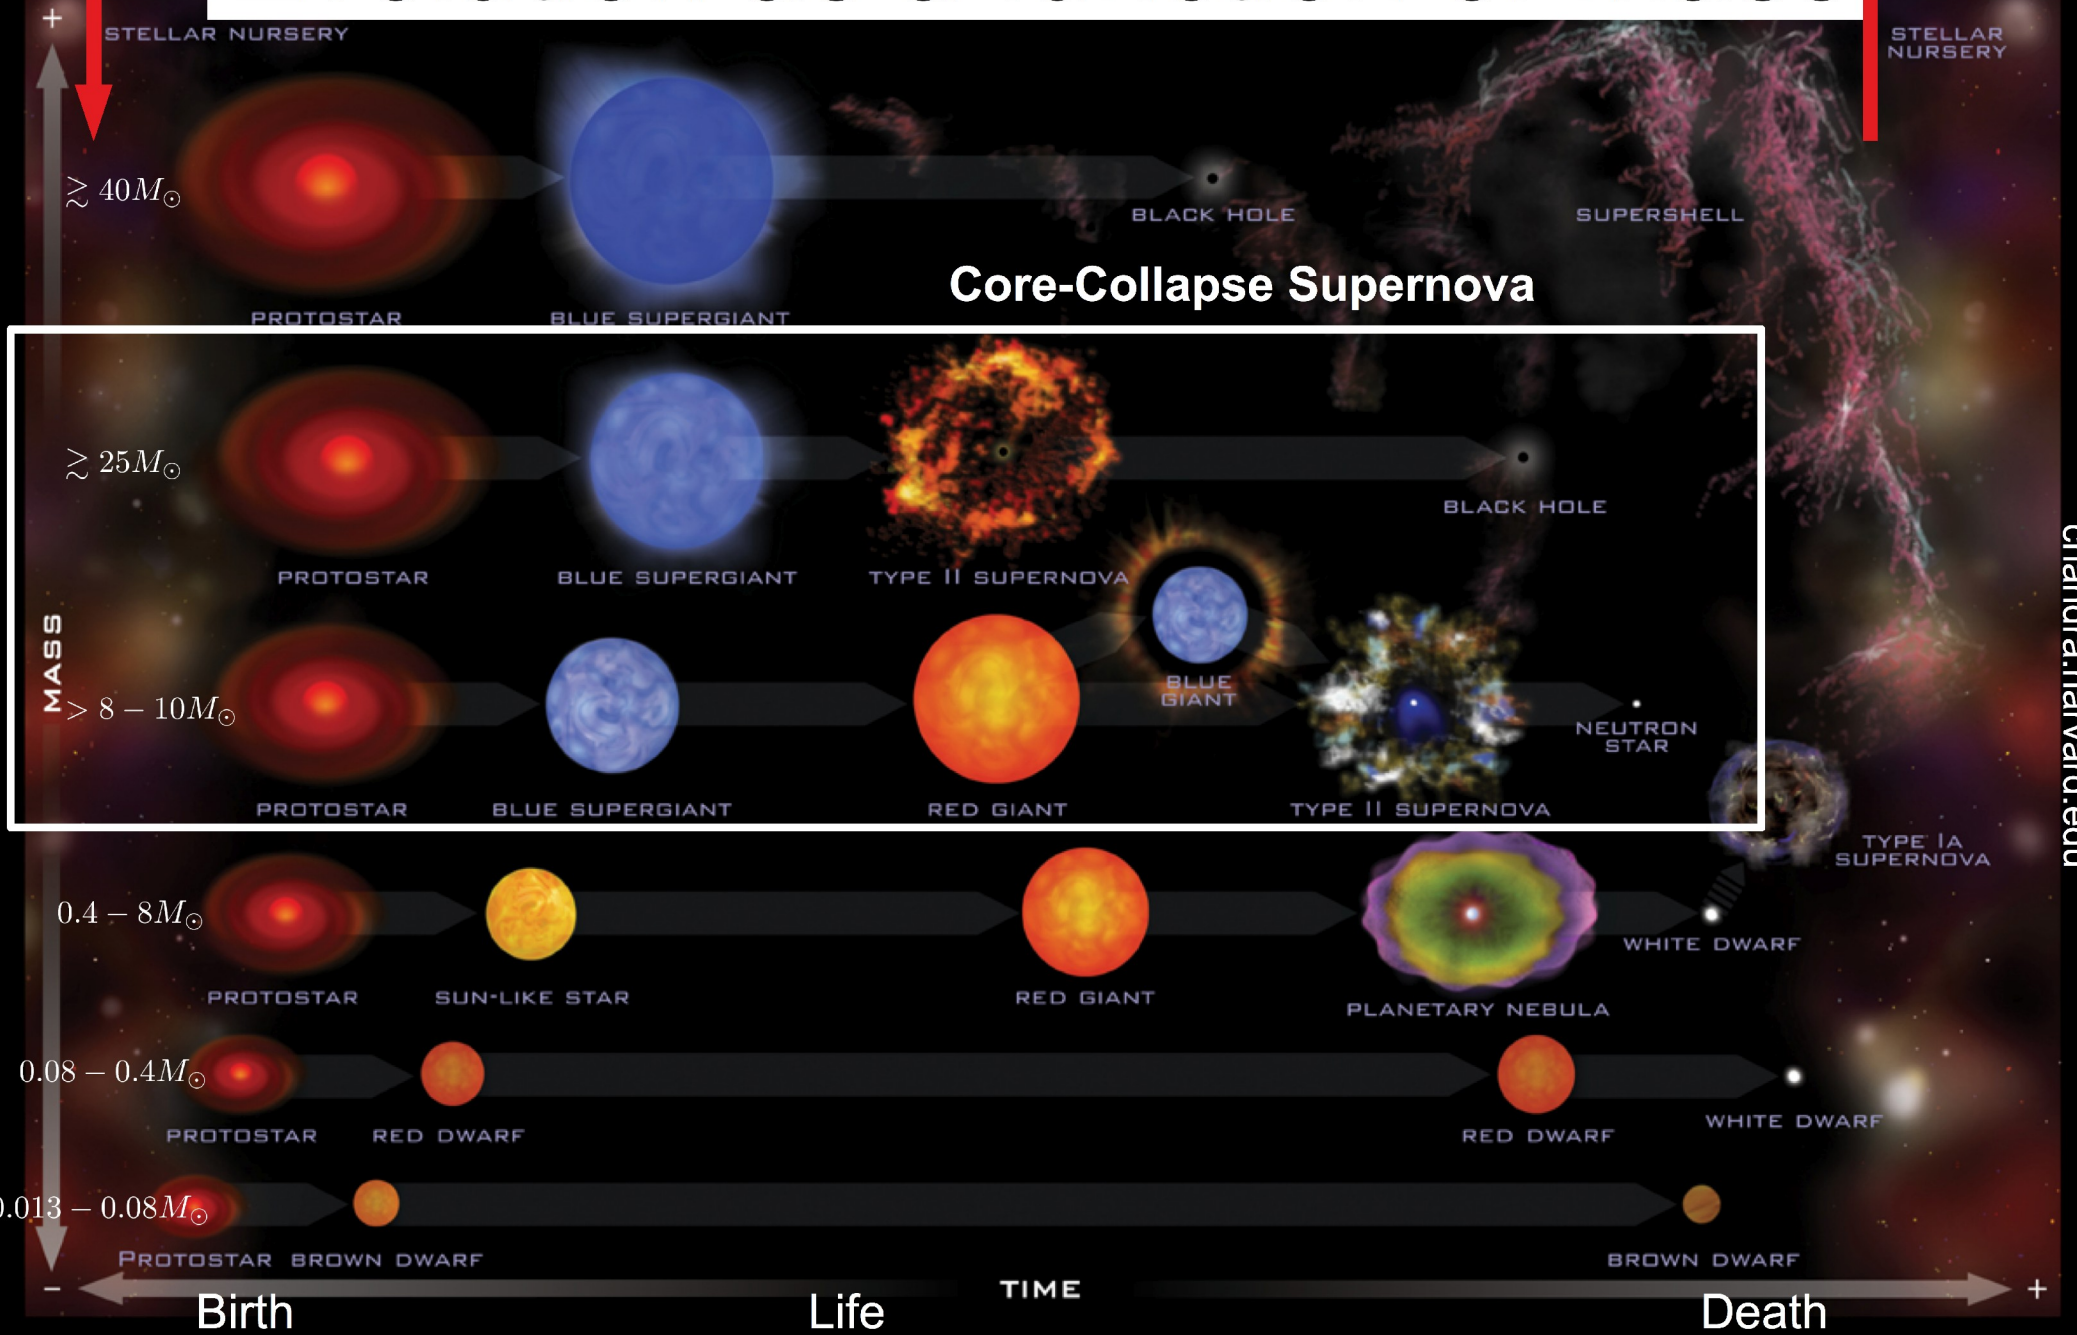 +
STELLAR NURSERY
STELLAR
NURSERY
≳ 40M⊙
BLACK HOLE
SUPERSHELL
Core-Collapse Supernova
PROTOSTAR
BLUE SUPERGIANT
≳ 25M⊙
BLACK HOLE
PROTOSTAR
BLUE SUPERGIANT
TYPE II SUPERNOVA
MASS
> 8 – 10M⊙
BLUE
GIANT
NEUTRON
STAR
PROTOSTAR
BLUE SUPERGIANT
RED GIANT
TYPE II SUPERNOVA
TYPE IA
SUPERNOVA
chandra.harvard.edu
0.4 – 8M⊙
WHITE DWARF
PROTOSTAR
SUN-LIKE STAR
RED GIANT
PLANETARY NEBULA
0.08 – 0.4M⊙
WHITE DWARF
PROTOSTAR
RED DWARF
RED DWARF
0.013 – 0.08M⊙
PROTOSTAR
BROWN DWARF
BROWN DWARF
–
TIME
+
Birth
Life
Death